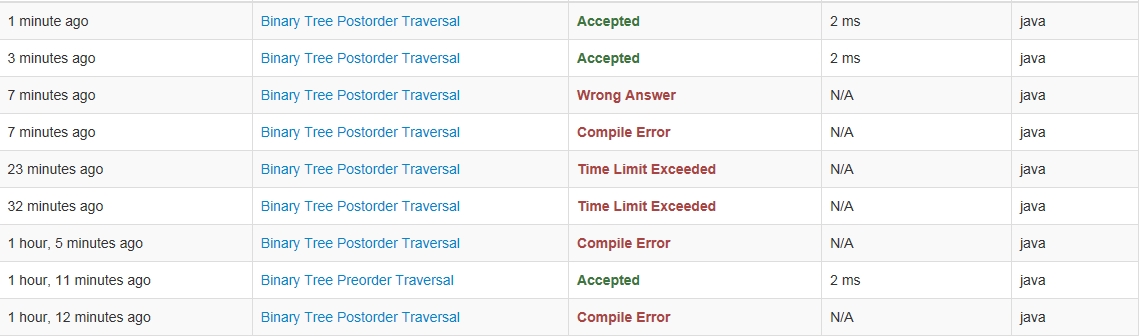 1 minute ago Binary Tree Postorder Traversal Accepted 2 ms java
3 minutes ago Binary Tree Postorder Traversal Accepted 2 ms java
7 minutes ago Binary Tree Postorder Traversal Wrong Answer N/A java
7 minutes ago Binary Tree Postorder Traversal Compile Error N/A java
23 minutes ago Binary Tree Postorder Traversal Time Limit Exceeded N/A java
32 minutes ago Binary Tree Postorder Traversal Time Limit Exceeded N/A java
1 hour, 5 minutes ago Binary Tree Postorder Traversal Compile Error N/A java
1 hour, 11 minutes ago Binary Tree Preorder Traversal Accepted 2 ms java
1 hour, 12 minutes ago Binary Tree Postorder Traversal Compile Error N/A java